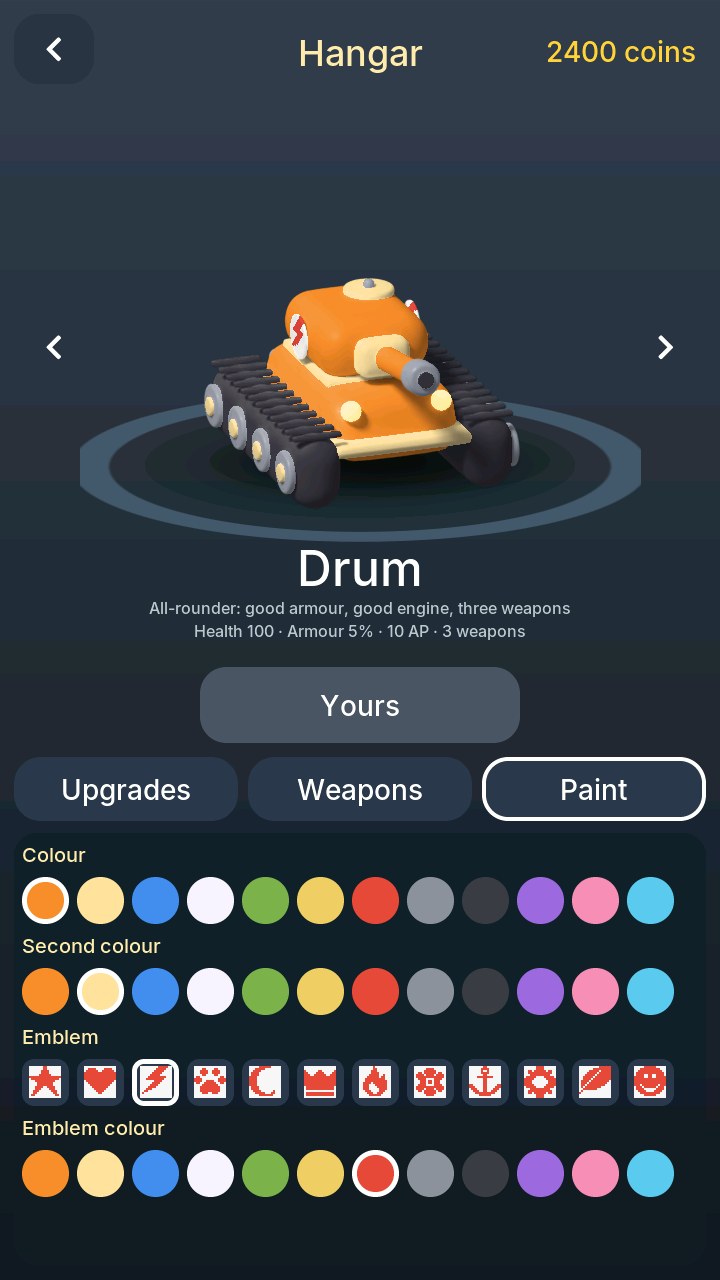 Hangar
2400 coins
Drum
All-rounder: good armour, good engine, three weapons
Health 100 · Armour 5% · 10 AP · 3 weapons
Yours
Upgrades
Weapons
Paint
Colour
Second colour
Emblem
Emblem colour